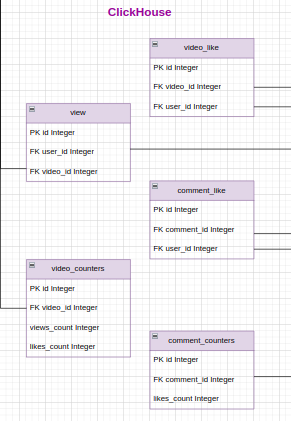 ClickHouse
video_like
PK id Integer
FK video_id Integer
FK user_id Integer
view
PK id Integer
FK user_id Integer
FK video_id Integer
comment_like
PK id Integer
FK comment_id Integer
FK user_id Integer
video_counters
PK id Integer
FK video_id Integer
views_count Integer
likes_count Integer
comment_counters
PK id Integer
FK comment_id Integer
likes_count Integer